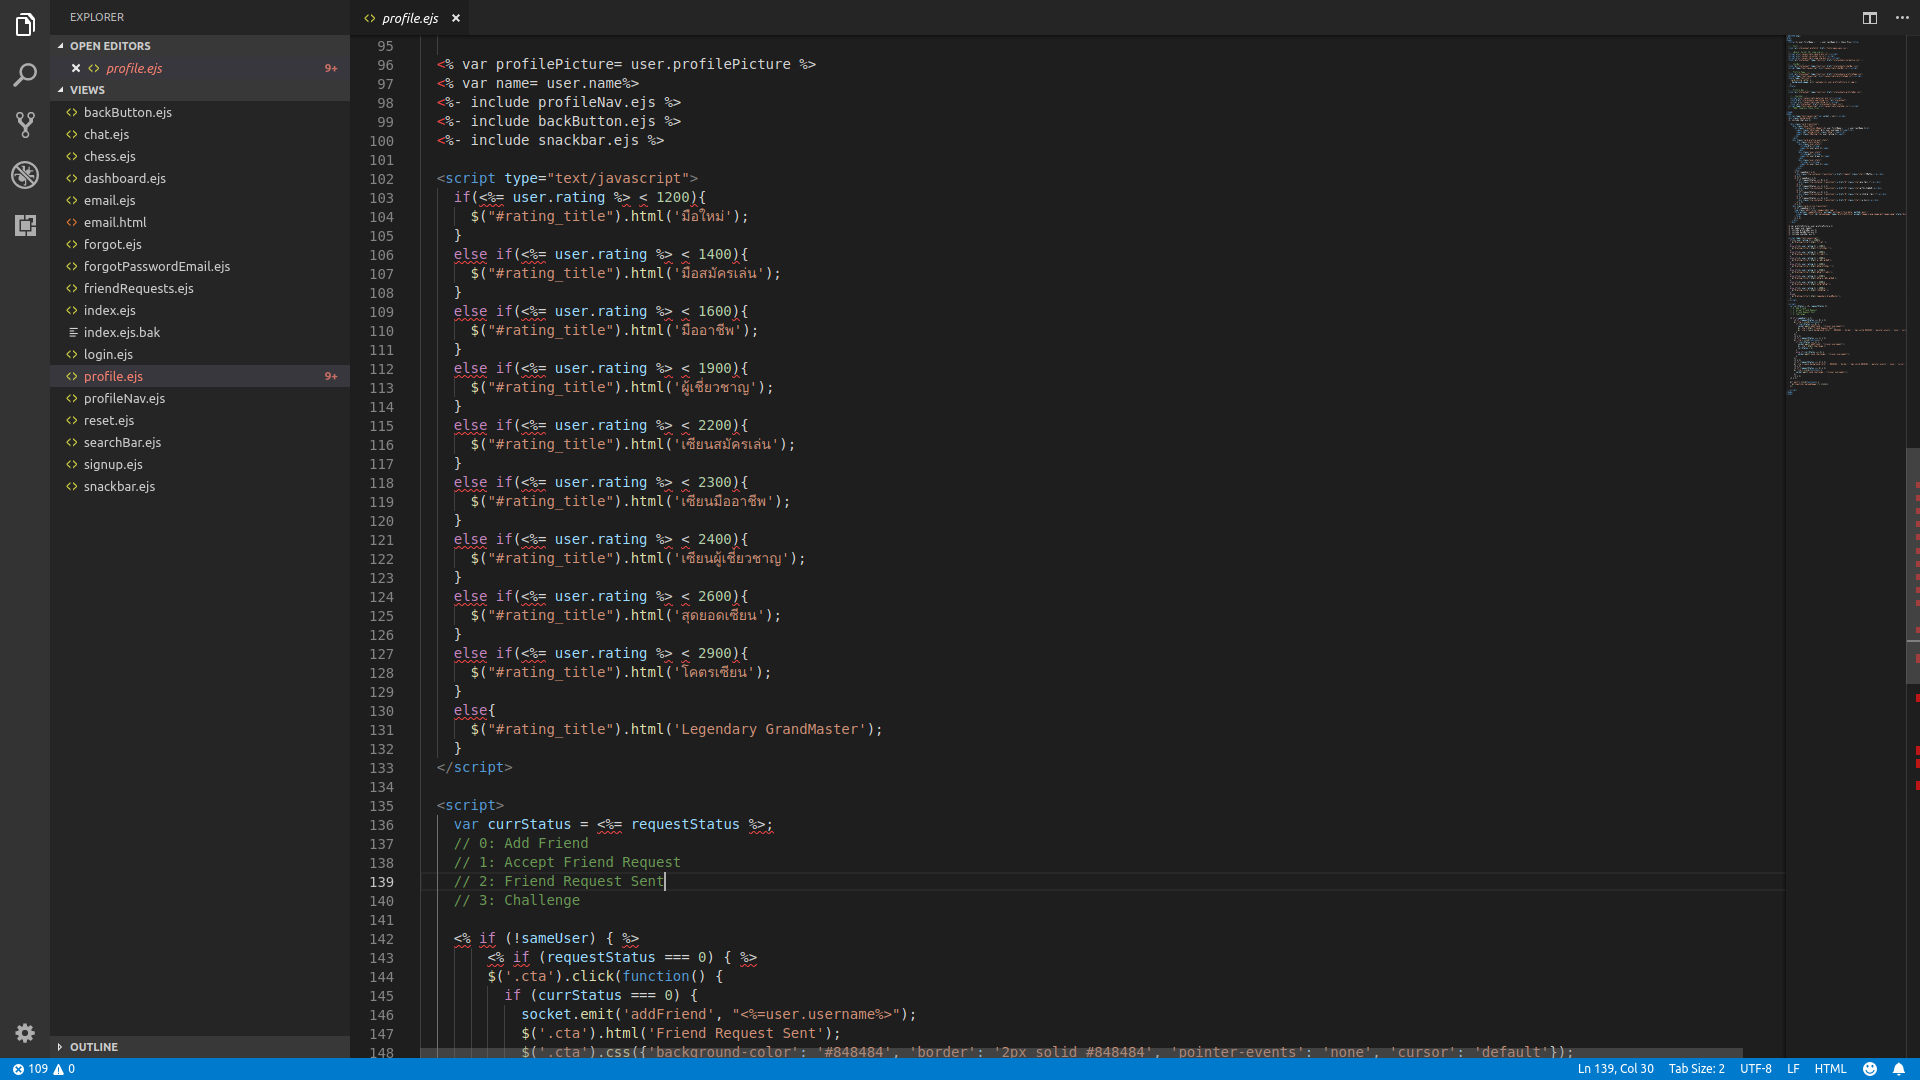 EXPLORER
OPEN EDITORS
profile.ejs 9+
VIEWS
backButton.ejs
chat.ejs
chess.ejs
dashboard.ejs
email.ejs
email.html
forgot.ejs
forgotPasswordEmail.ejs
friendRequests.ejs
index.ejs
index.ejs.bak
login.ejs
profile.ejs 9+
profileNav.ejs
reset.ejs
searchBar.ejs
signup.ejs
snackbar.ejs
OUTLINE
profile.ejs
95
96 <% var profilePicture= user.profilePicture %>
97 <% var name= user.name%>
98 <%- include profileNav.ejs %>
99 <%- include backButton.ejs %>
100 <%- include snackbar.ejs %>
101
102 <script type="text/javascript">
103 if(<%= user.rating %> < 1200){
104 $("#rating_title").html('มือใหม่');
105 }
106 else if(<%= user.rating %> < 1400){
107 $("#rating_title").html('มือสมัครเล่น');
108 }
109 else if(<%= user.rating %> < 1600){
110 $("#rating_title").html('มืออาชีพ');
111 }
112 else if(<%= user.rating %> < 1900){
113 $("#rating_title").html('ผู้เชี่ยวชาญ');
114 }
115 else if(<%= user.rating %> < 2200){
116 $("#rating_title").html('เซียนสมัครเล่น');
117 }
118 else if(<%= user.rating %> < 2300){
119 $("#rating_title").html('เซียนมืออาชีพ');
120 }
121 else if(<%= user.rating %> < 2400){
122 $("#rating_title").html('เซียนผู้เชี่ยวชาญ');
123 }
124 else if(<%= user.rating %> < 2600){
125 $("#rating_title").html('สุดยอดเซียน');
126 }
127 else if(<%= user.rating %> < 2900){
128 $("#rating_title").html('โคตรเซียน');
129 }
130 else{
131 $("#rating_title").html('Legendary GrandMaster');
132 }
133 </script>
134
135 <script>
136 var currStatus = <%= requestStatus %>;
137 // 0: Add Friend
138 // 1: Accept Friend Request
139 // 2: Friend Request Sent
140 // 3: Challenge
141
142 <% if (!sameUser) { %>
143 <% if (requestStatus === 0) { %>
144 $('.cta').click(function() {
145 if (currStatus === 0) {
146 socket.emit('addFriend', "<%=user.username%>");
147 $('.cta').html('Friend Request Sent');
148 $('.cta').css({'background-color': '#848484', 'border': '2px solid #848484', 'pointer-events': 'none', 'cursor': 'default'});
109 0 Ln 139, Col 30 Tab Size: 2 UTF-8 LF HTML